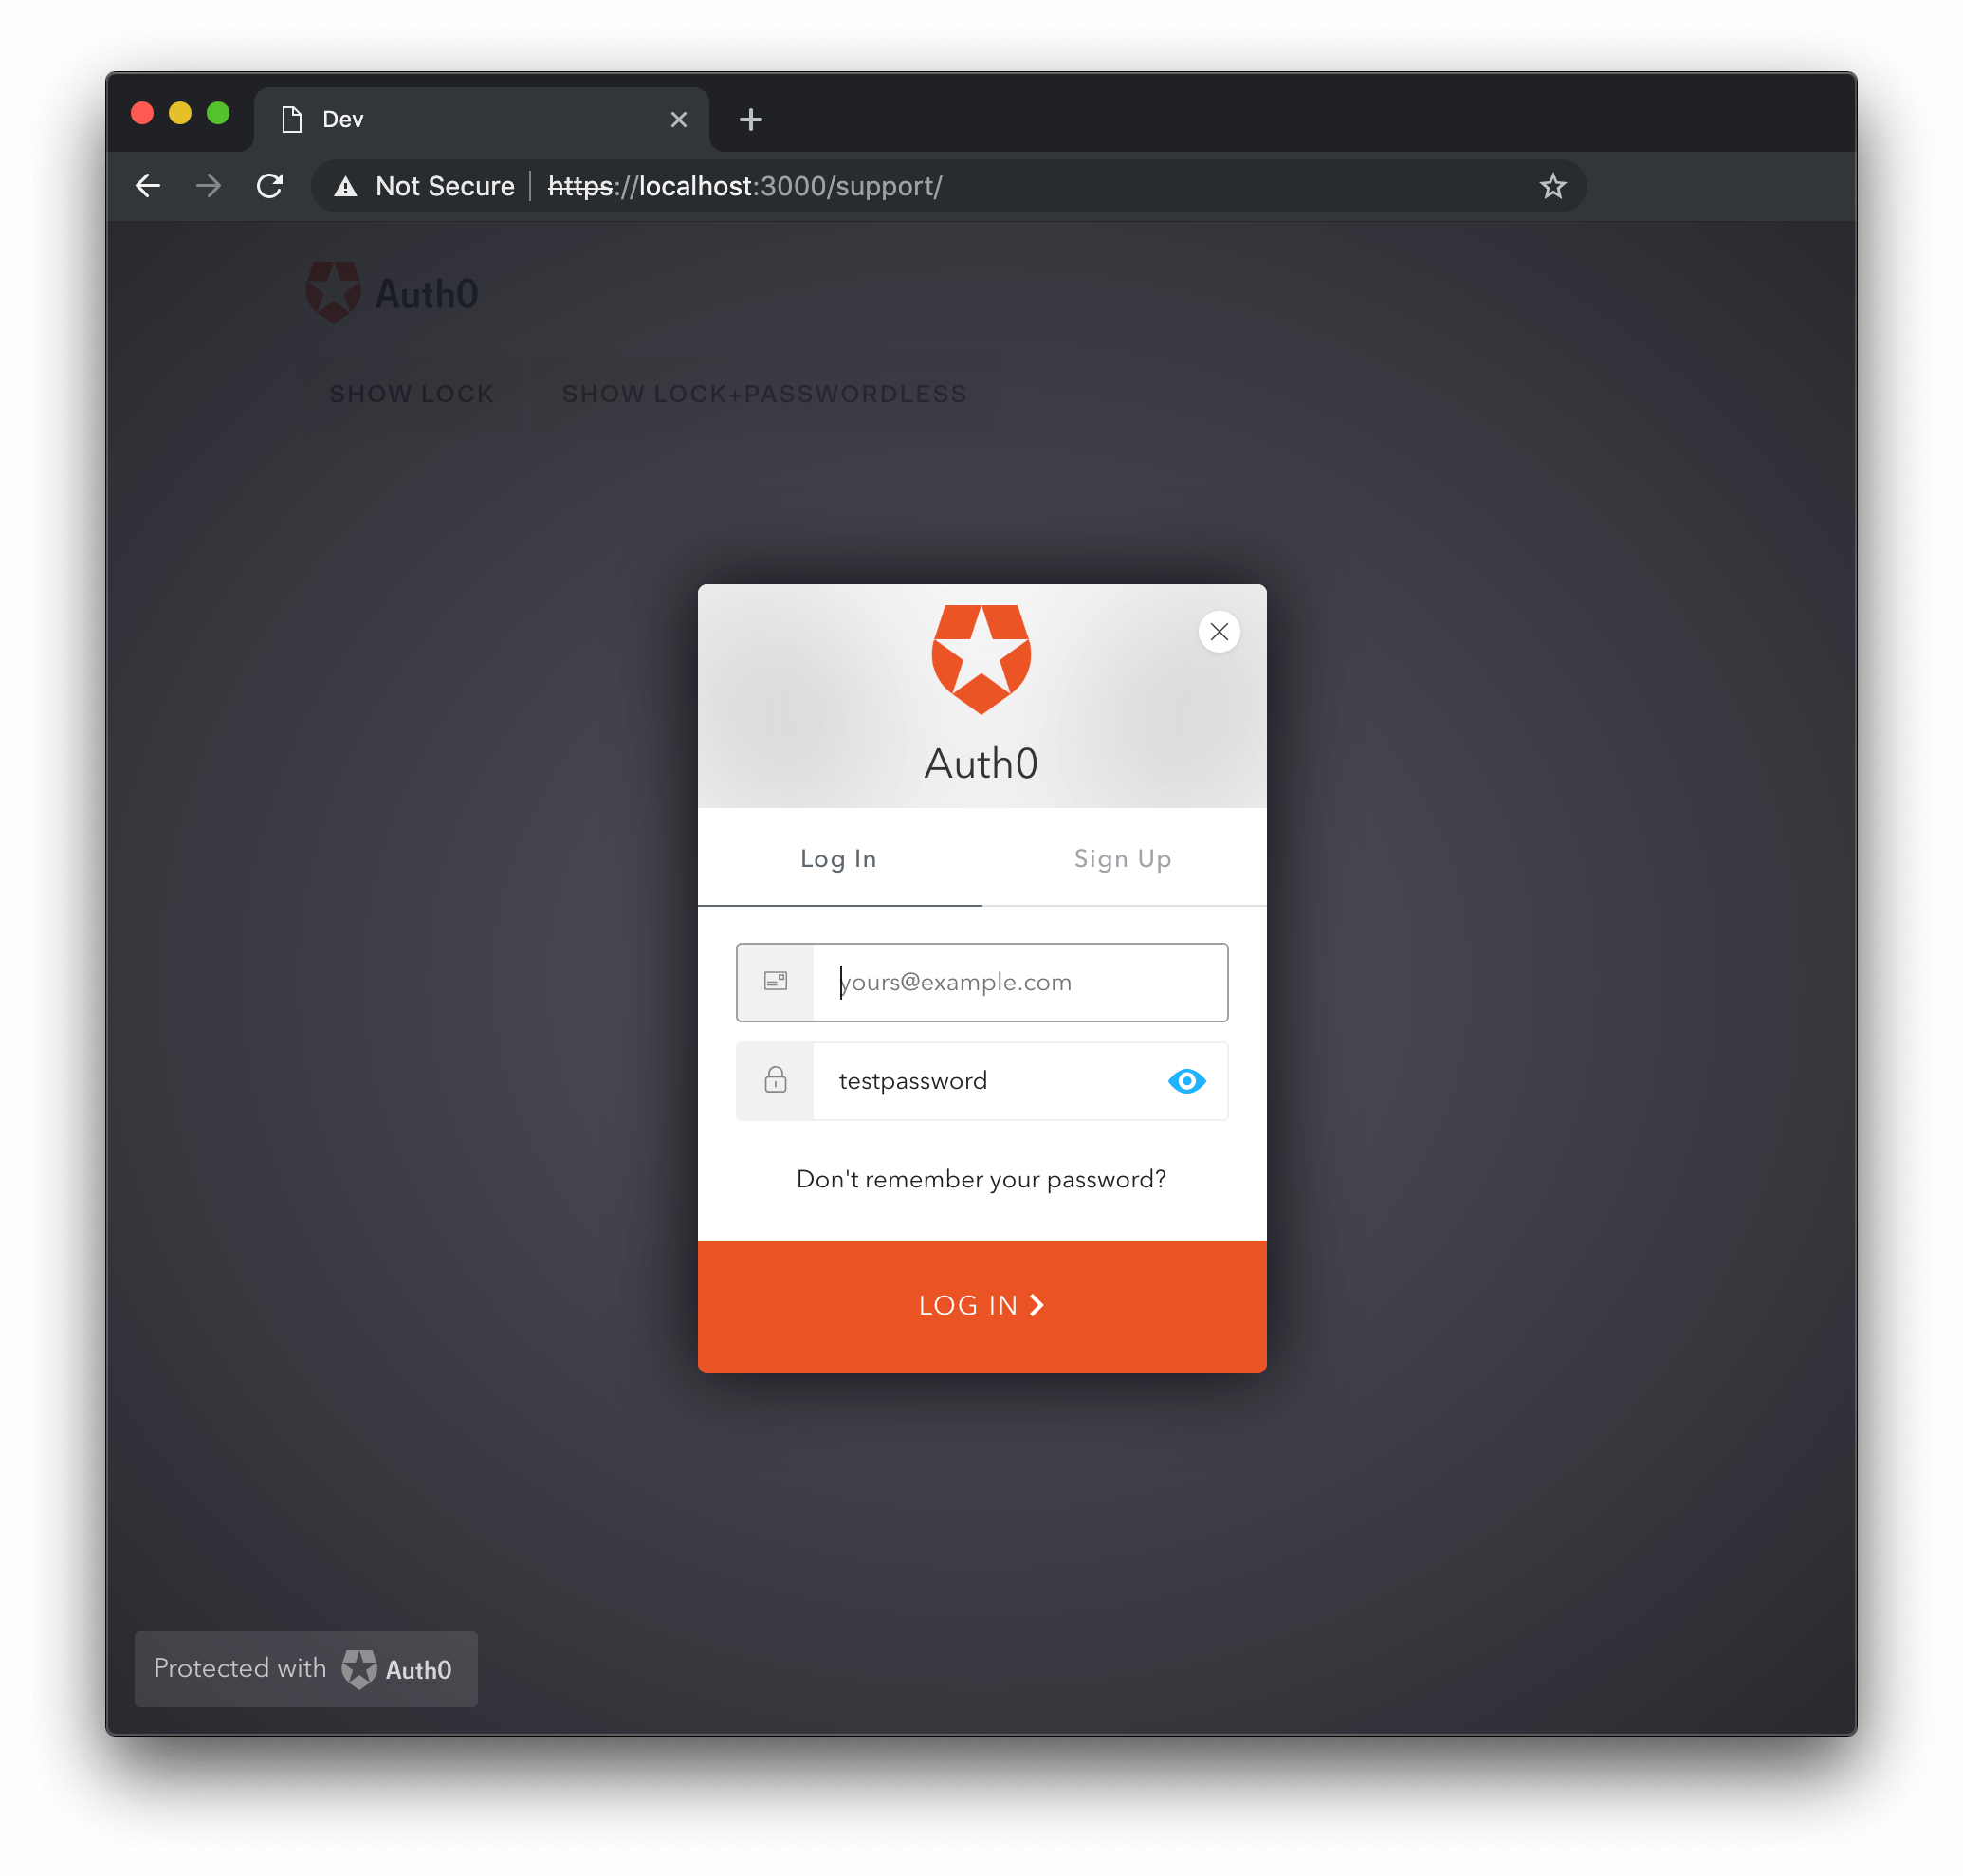 Dev
Not Secure https://localhost:3000/support/
Auth0
SHOW LOCK SHOW LOCK+PASSWORDLESS
Auth0
Log In Sign Up
yours@example.com
testpassword
Don't remember your password?
LOG IN
Protected with Auth0